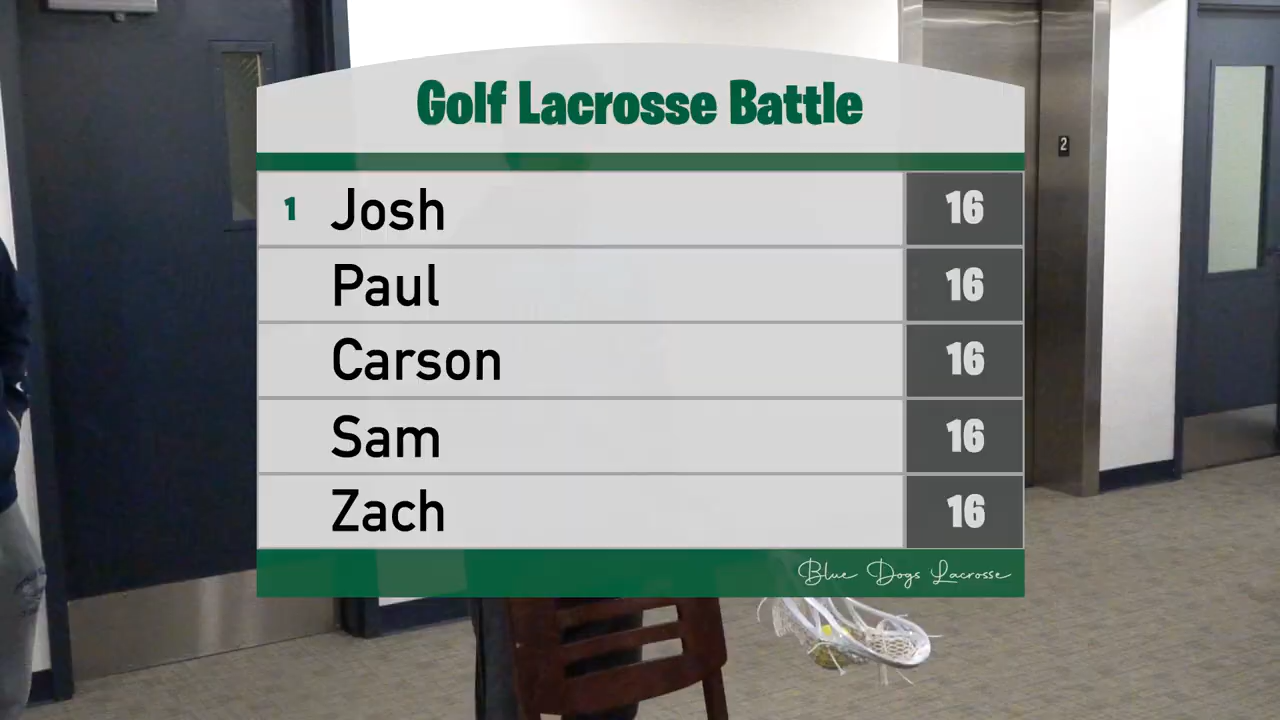 Golf Lacrosse Battle
2
1 Josh 16
Paul 16
Carson 16
Sam 16
Zach 16
Blue Dogs Lacrosse